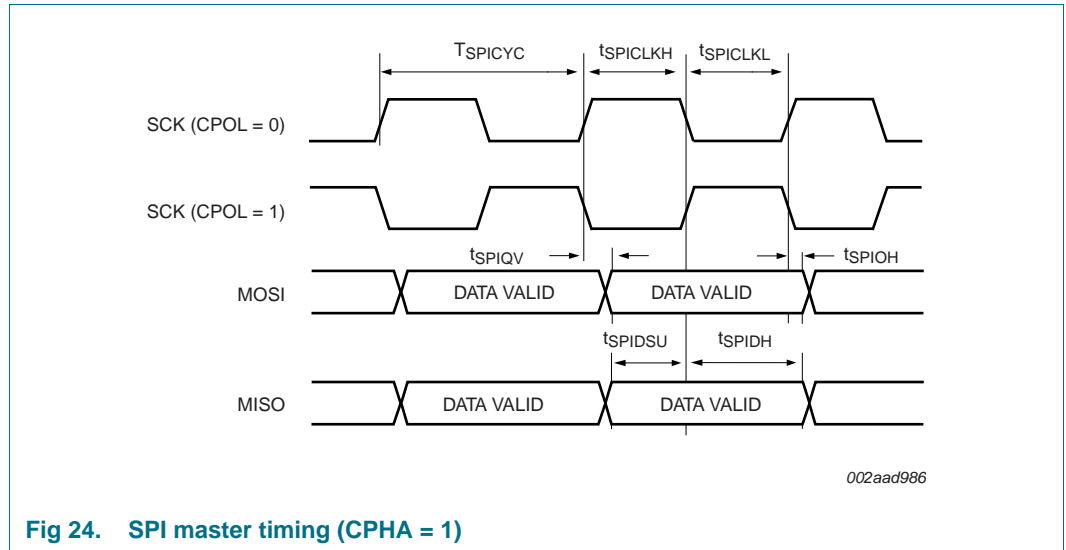 TSPICYC tSPICLKH tSPICLKL
SCK (CPOL = 0)
SCK (CPOL = 1)
tSPIQV tSPIOH
MOSI DATA VALID DATA VALID
tSPIDSU tSPIDH
MISO DATA VALID DATA VALID
002aad986
Fig 24. SPI master timing (CPHA = 1)